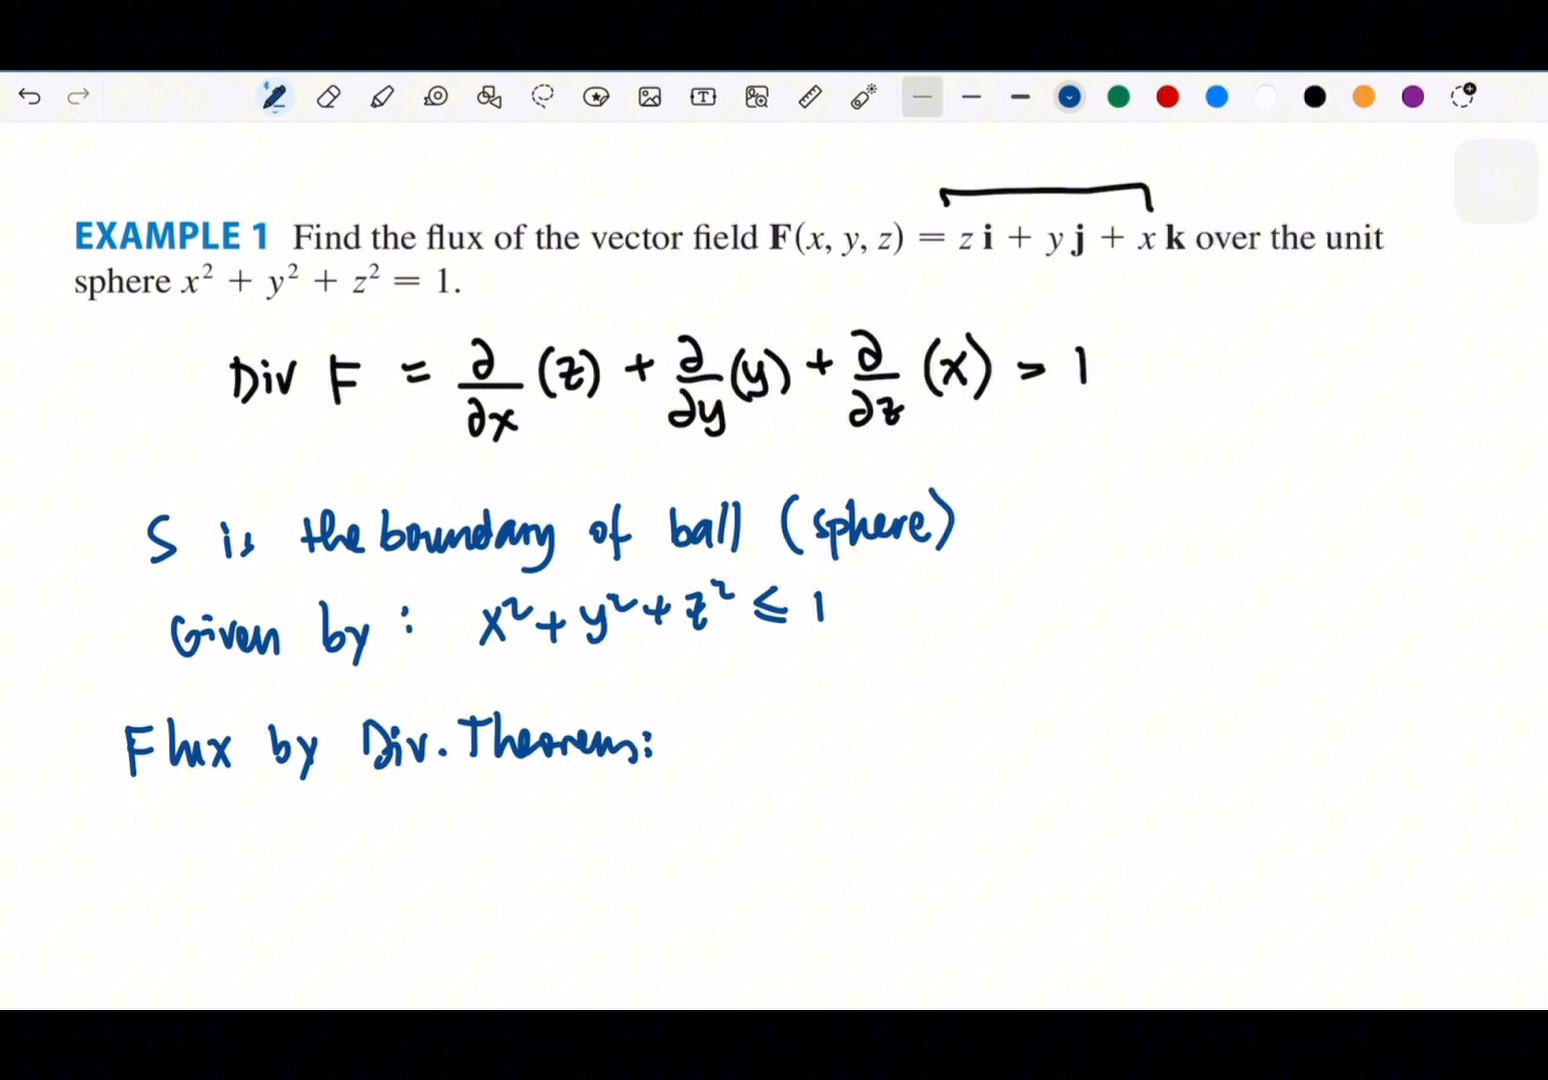 EXAMPLE 1 Find the flux of the vector field F(x, y, z) = z i + y j + x k over the unit
sphere x² + y² + z² = 1.
Div F = ∂/∂x (z) + ∂/∂y (y) + ∂/∂z (x) = 1
S is the boundary of ball (sphere)
Given by : x² + y² + z² ≤ 1
Flux by Div. Theorem: